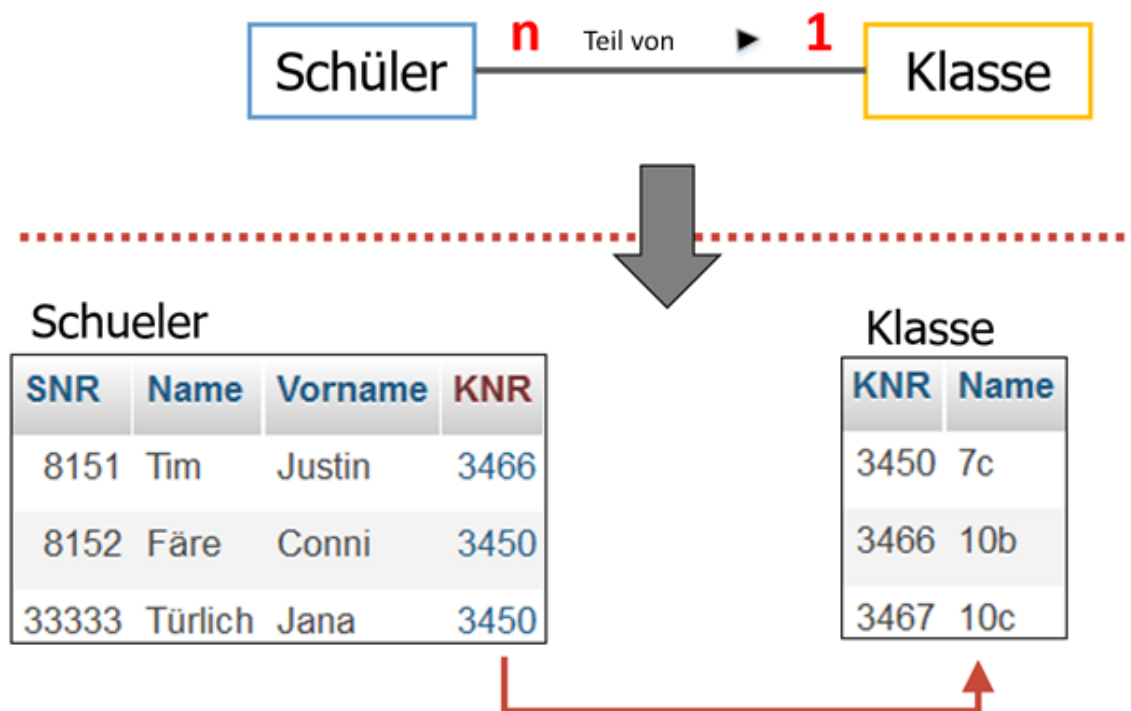 n Teil von ► 1
Schüler Klasse
Schueler
SNR Name Vorname KNR
8151 Tim Justin 3466
8152 Färe Conni 3450
33333 Türlich Jana 3450
Klasse
KNR Name
3450 7c
3466 10b
3467 10c